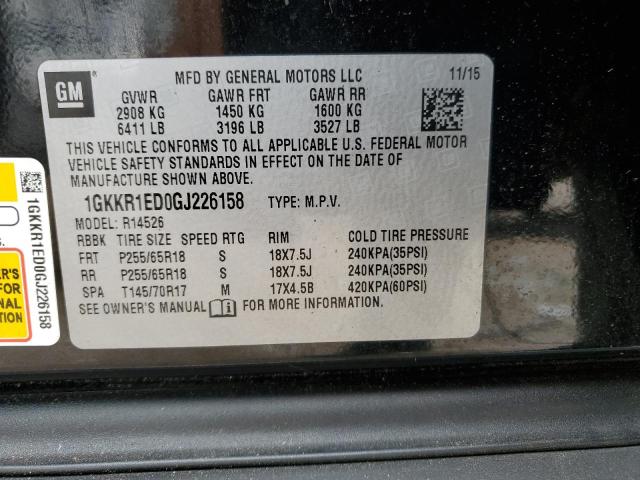 GM
MFD BY GENERAL MOTORS LLC 11/15
GVWR GAWR FRT GAWR RR
2908 KG 1450 KG 1600 KG
6411 LB 3196 LB 3527 LB
THIS VEHICLE CONFORMS TO ALL APPLICABLE U.S. FEDERAL MOTOR
VEHICLE SAFETY STANDARDS IN EFFECT ON THE DATE OF
MANUFACTURE SHOWN ABOVE.
1GKKR1ED0GJ226158 TYPE: M.P.V.
MODEL: R14526
RBBK TIRE SIZE SPEED RTG RIM COLD TIRE PRESSURE
FRT P255/65R18 S 18X7.5J 240KPA(35PSI)
RR P255/65R18 S 18X7.5J 240KPA(35PSI)
SPA T145/70R17 M 17X4.5B 420KPA(60PSI)
SEE OWNER'S MANUAL FOR MORE INFORMATION.
1GKKR1ED0GJ226158
ER'S
FOR
NAL
TION